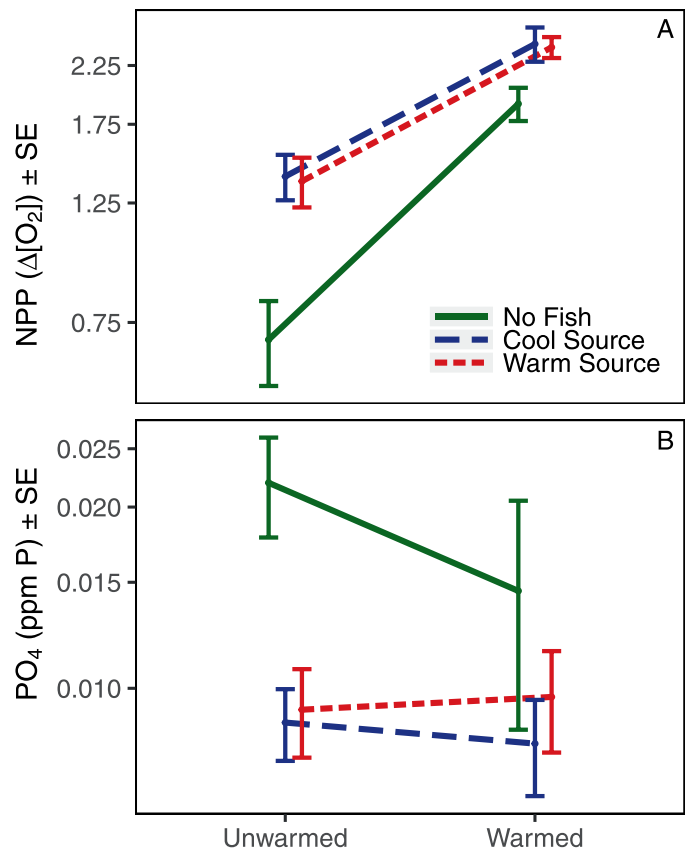 A
NPP (Δ[O₂]) ± SE
2.25
1.75
1.25
0.75
No Fish
Cool Source
Warm Source
B
PO₄ (ppm P) ± SE
0.025
0.020
0.015
0.010
Unwarmed Warmed